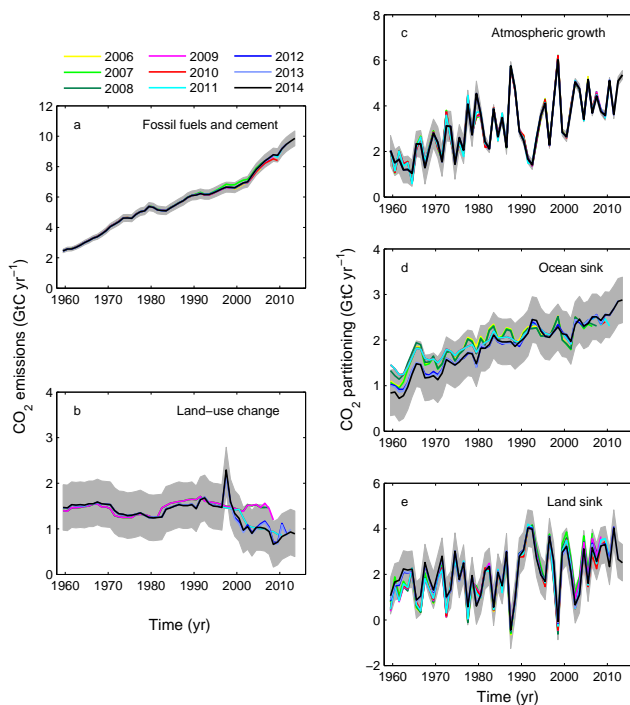 2006 2009 2012
2007 2010 2013
2008 2011 2014
a Fossil fuels and cement
12
10
8
6
4
2
0
1960 1970 1980 1990 2000 2010
b Land−use change
4
3
2
1
0
1960 1970 1980 1990 2000 2010
Time (yr)
CO2 emissions (GtC yr−1)
c Atmospheric growth
8
6
4
2
0
1960 1970 1980 1990 2000 2010
d Ocean sink
4
3
2
1
0
1960 1970 1980 1990 2000 2010
e Land sink
6
4
2
0
−2
1960 1970 1980 1990 2000 2010
Time (yr)
CO2 partitioning (GtC yr−1)